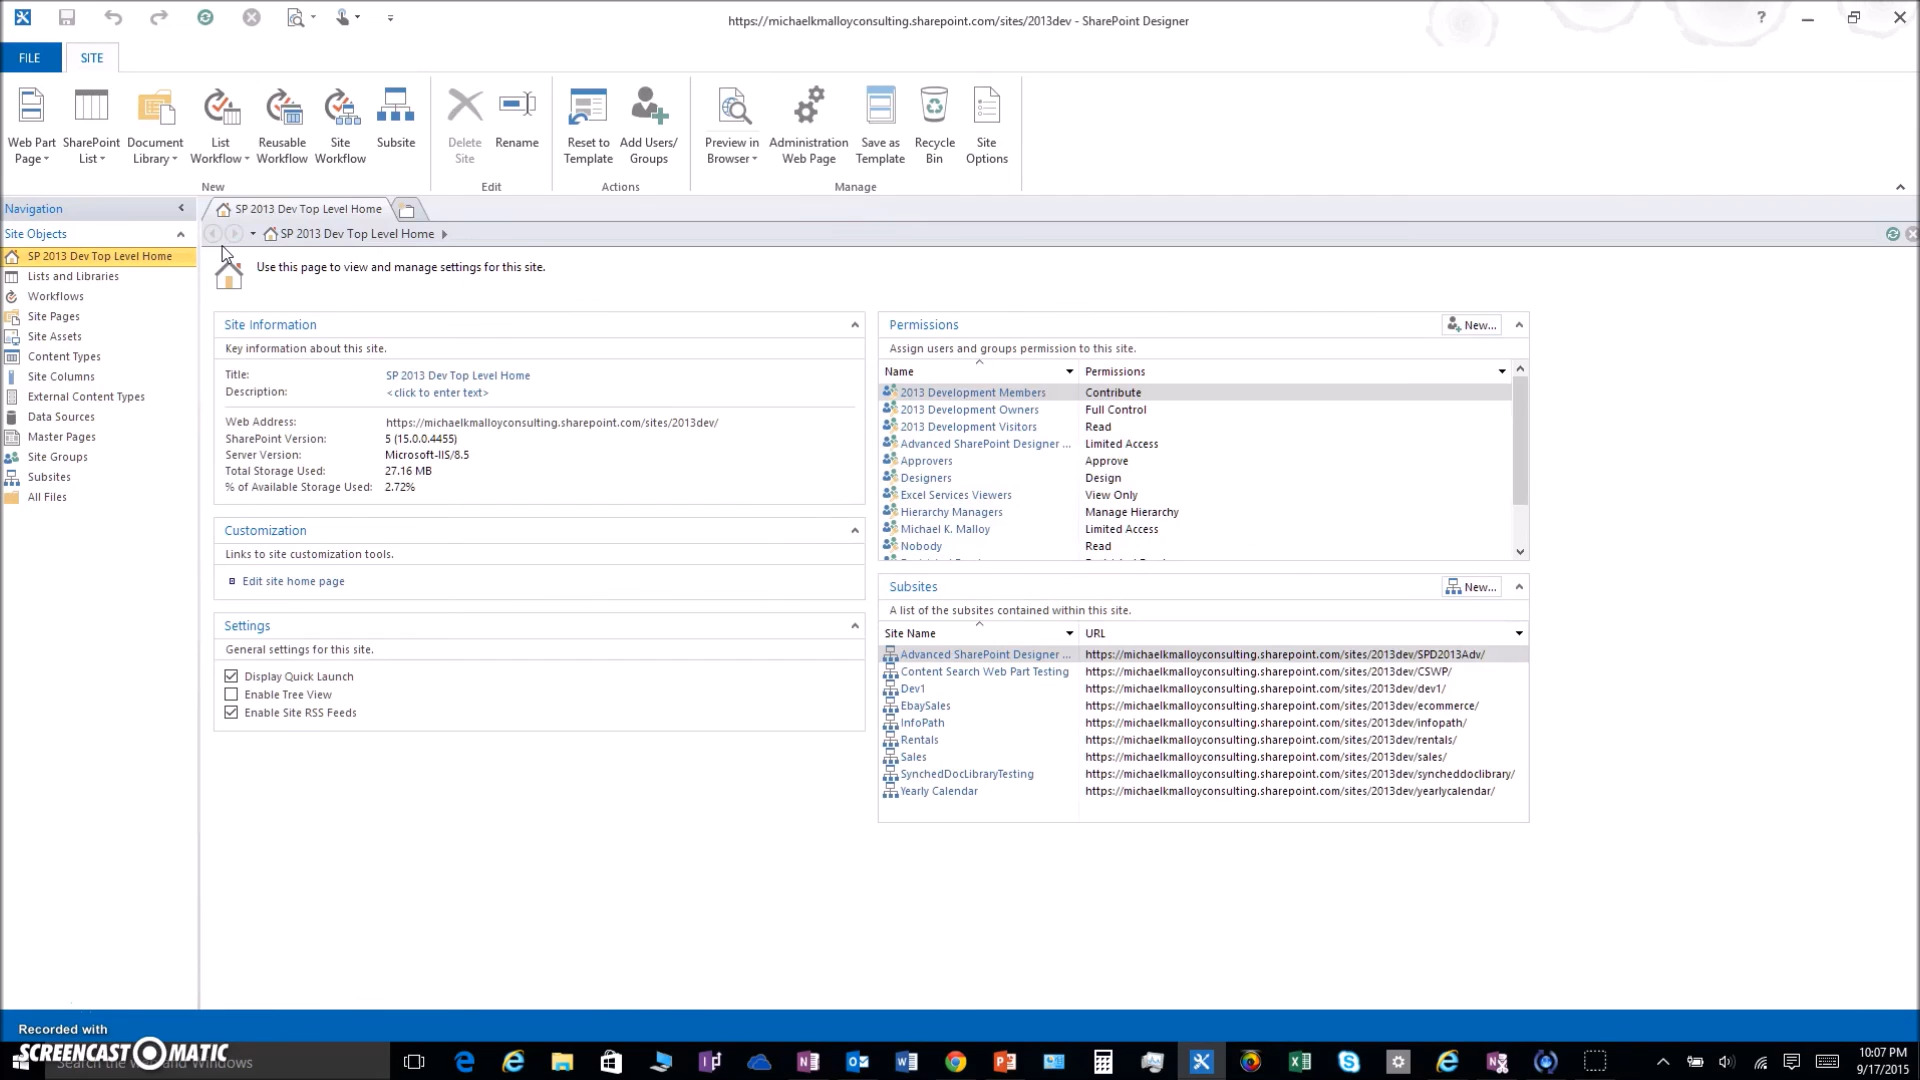 https://michaelkmalloyconsulting.sharepoint.com/sites/2013dev - SharePoint Designer
?
FILE
SITE
Web Part Page
SharePoint List
Document Library
List Workflow
Reusable Workflow
Site Workflow
Subsite
Delete Site
Rename
Reset to Template
Add Users/ Groups
Preview in Browser
Administration Web Page
Save as Template
Recycle Bin
Site Options
New
Edit
Actions
Manage
Navigation
Site Objects
SP 2013 Dev Top Level Home
Lists and Libraries
Workflows
Site Pages
Site Assets
Content Types
Site Columns
External Content Types
Data Sources
Master Pages
Site Groups
Subsites
All Files
SP 2013 Dev Top Level Home
SP 2013 Dev Top Level Home
Use this page to view and manage settings for this site.
Site Information
Key information about this site.
Title: SP 2013 Dev Top Level Home
Description: <click to enter text>
Web Address: https://michaelkmalloyconsulting.sharepoint.com/sites/2013dev/
SharePoint Version: 5 (15.0.0.4455)
Server Version: Microsoft-IIS/8.5
Total Storage Used: 27.16 MB
% of Available Storage Used: 2.72%
Customization
Links to site customization tools.
Edit site home page
Settings
General settings for this site.
Display Quick Launch
Enable Tree View
Enable Site RSS Feeds
Permissions
New...
Assign users and groups permission to this site.
Name Permissions
2013 Development Members Contribute
2013 Development Owners Full Control
2013 Development Visitors Read
Advanced SharePoint Designer ... Limited Access
Approvers Approve
Designers Design
Excel Services Viewers View Only
Hierarchy Managers Manage Hierarchy
Michael K. Malloy Limited Access
Nobody Read
Subsites
New...
A list of the subsites contained within this site.
Site Name URL
Advanced SharePoint Designer ... https://michaelkmalloyconsulting.sharepoint.com/sites/2013dev/SPD2013Adv/
Content Search Web Part Testing https://michaelkmalloyconsulting.sharepoint.com/sites/2013dev/CSWP/
Dev1 https://michaelkmalloyconsulting.sharepoint.com/sites/2013dev/dev1/
EbaySales https://michaelkmalloyconsulting.sharepoint.com/sites/2013dev/ecommerce/
InfoPath https://michaelkmalloyconsulting.sharepoint.com/sites/2013dev/infopath/
Rentals https://michaelkmalloyconsulting.sharepoint.com/sites/2013dev/rentals/
Sales https://michaelkmalloyconsulting.sharepoint.com/sites/2013dev/sales/
SynchedDocLibraryTesting https://michaelkmalloyconsulting.sharepoint.com/sites/2013dev/syncheddoclibrary/
Yearly Calendar https://michaelkmalloyconsulting.sharepoint.com/sites/2013dev/yearlycalendar/
Recorded with
SCREENCAST MATIC
Search the web and Windows
10:07 PM
9/17/2015